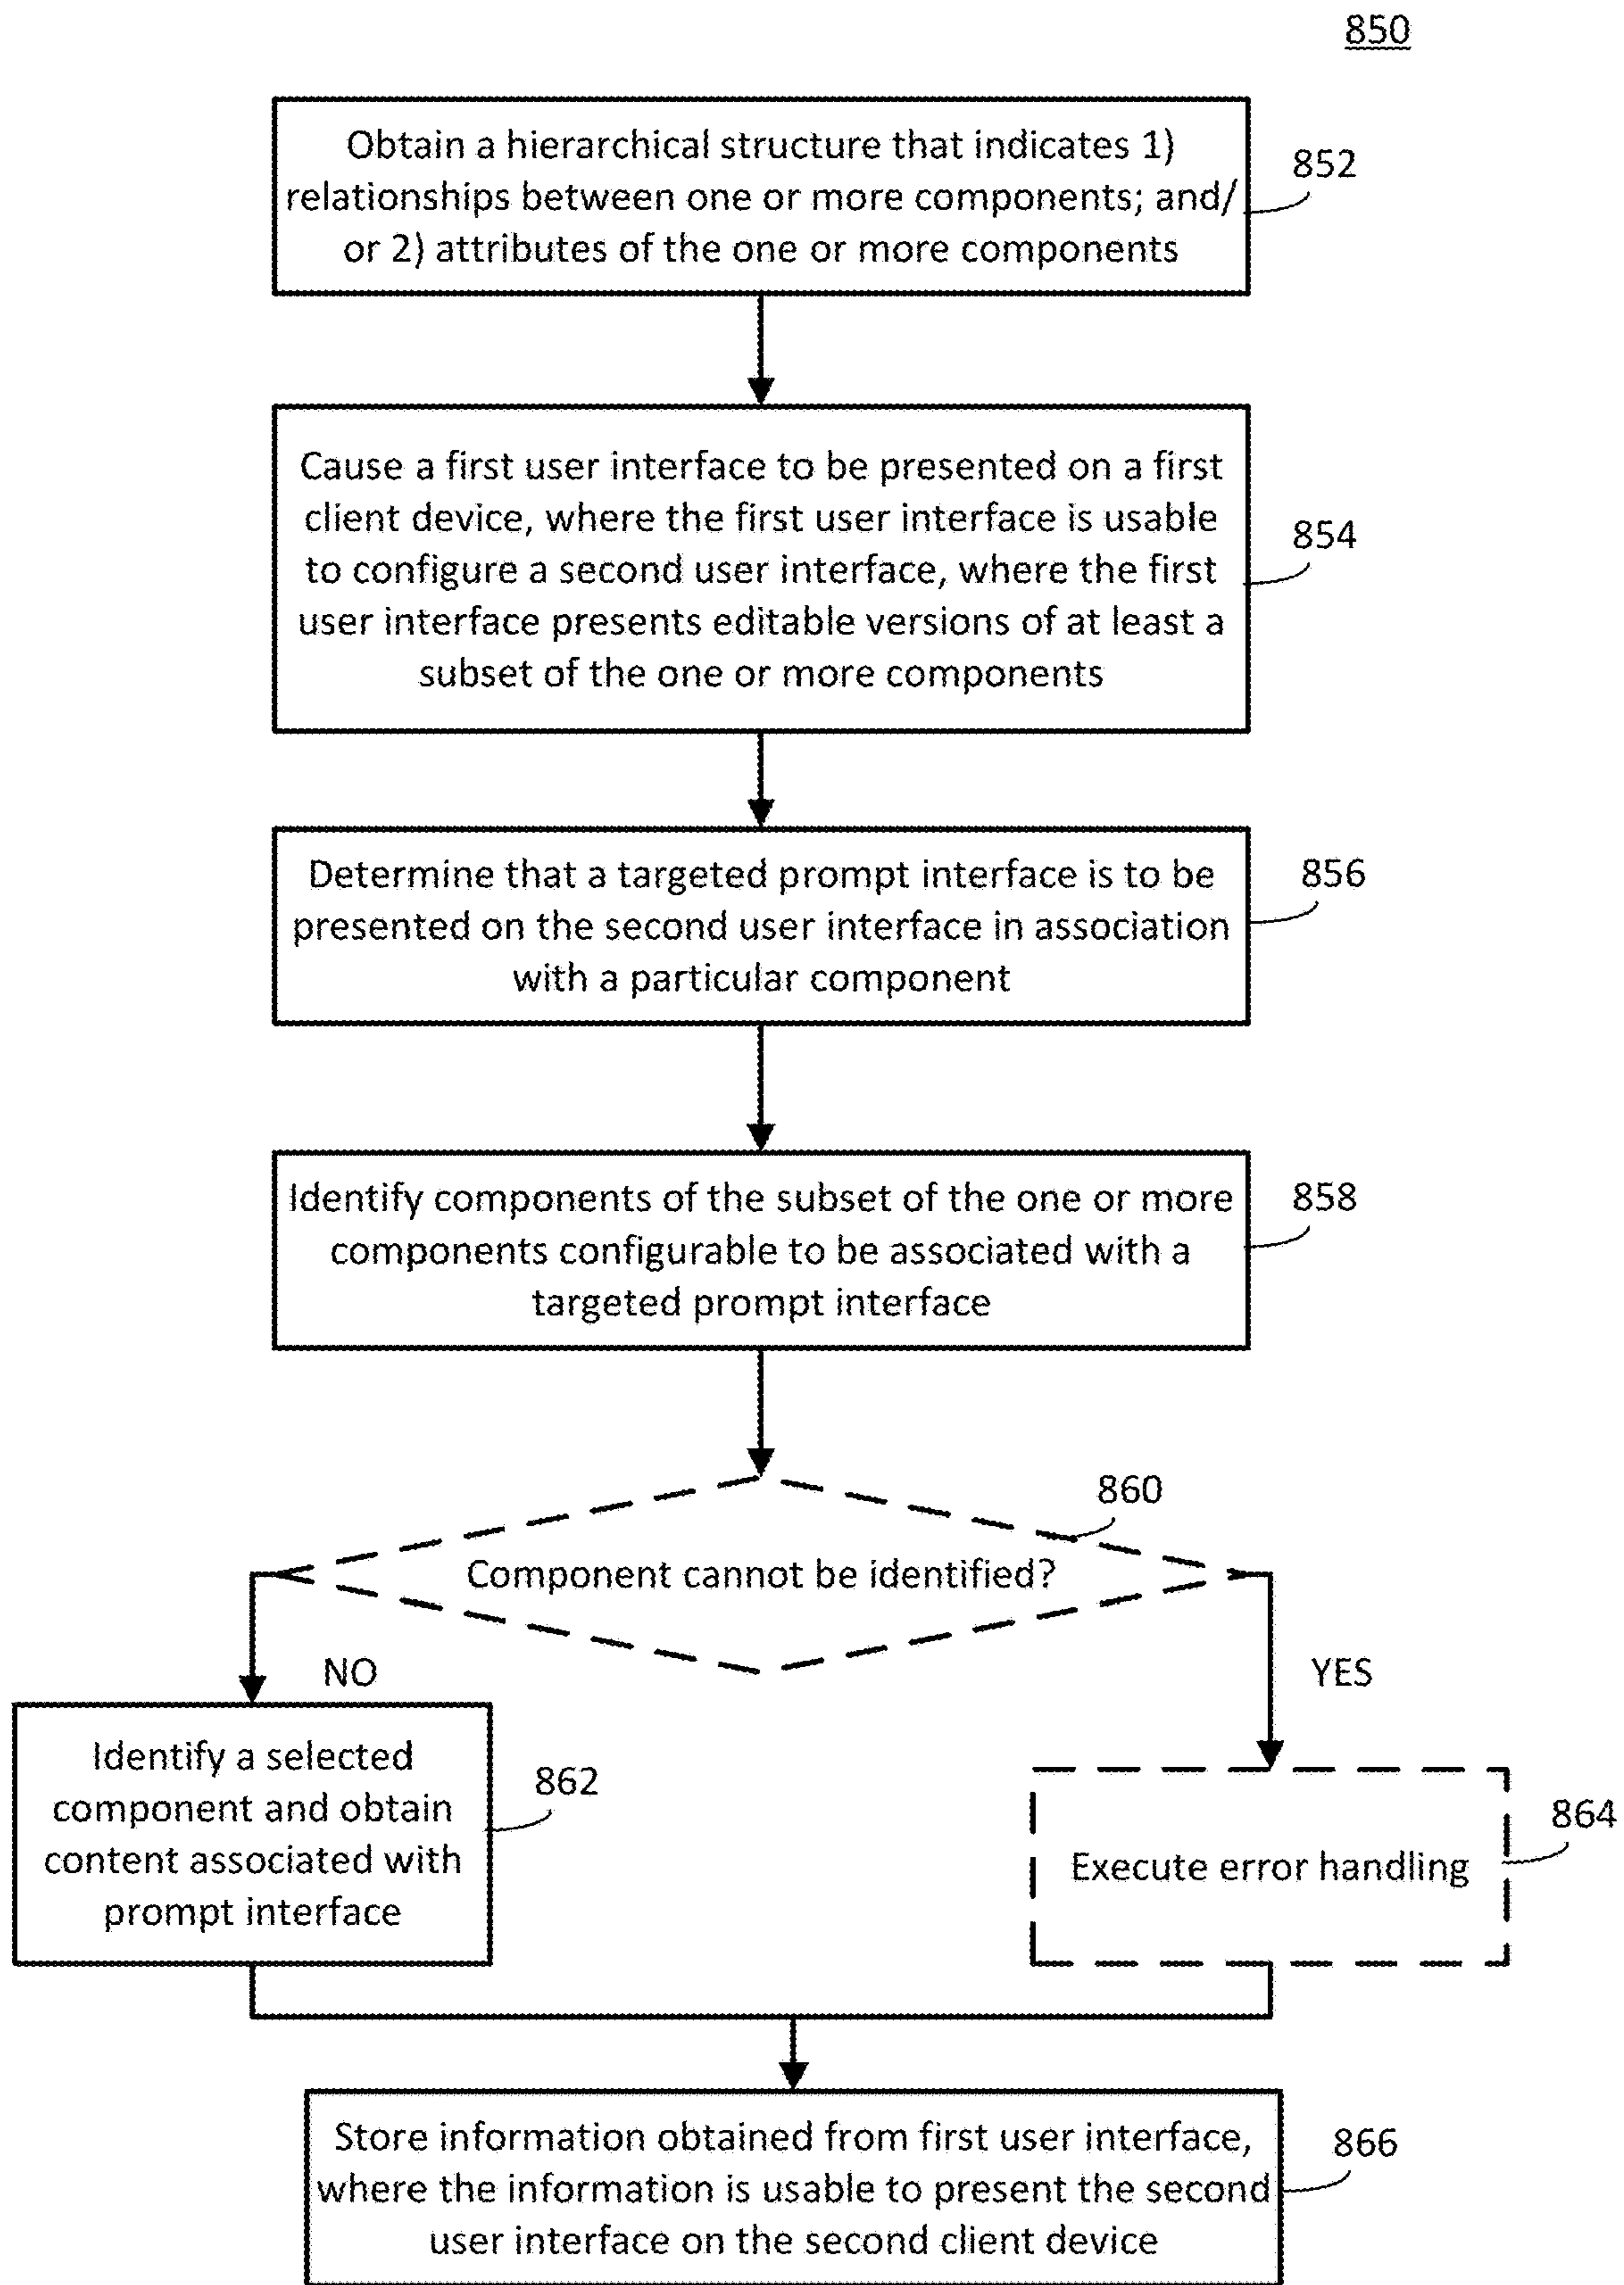 850
Obtain a hierarchical structure that indicates 1)
relationships between one or more components; and/
or 2) attributes of the one or more components
852
Cause a first user interface to be presented on a first
client device, where the first user interface is usable
to configure a second user interface, where the first
user interface presents editable versions of at least a
subset of the one or more components
854
Determine that a targeted prompt interface is to be
presented on the second user interface in association
with a particular component
856
Identify components of the subset of the one or more
components configurable to be associated with a
targeted prompt interface
858
860
Component cannot be identified?
NO
YES
Identify a selected
component and obtain
content associated with
prompt interface
862
Execute error handling
864
Store information obtained from first user interface,
where the information is usable to present the second
user interface on the second client device
866